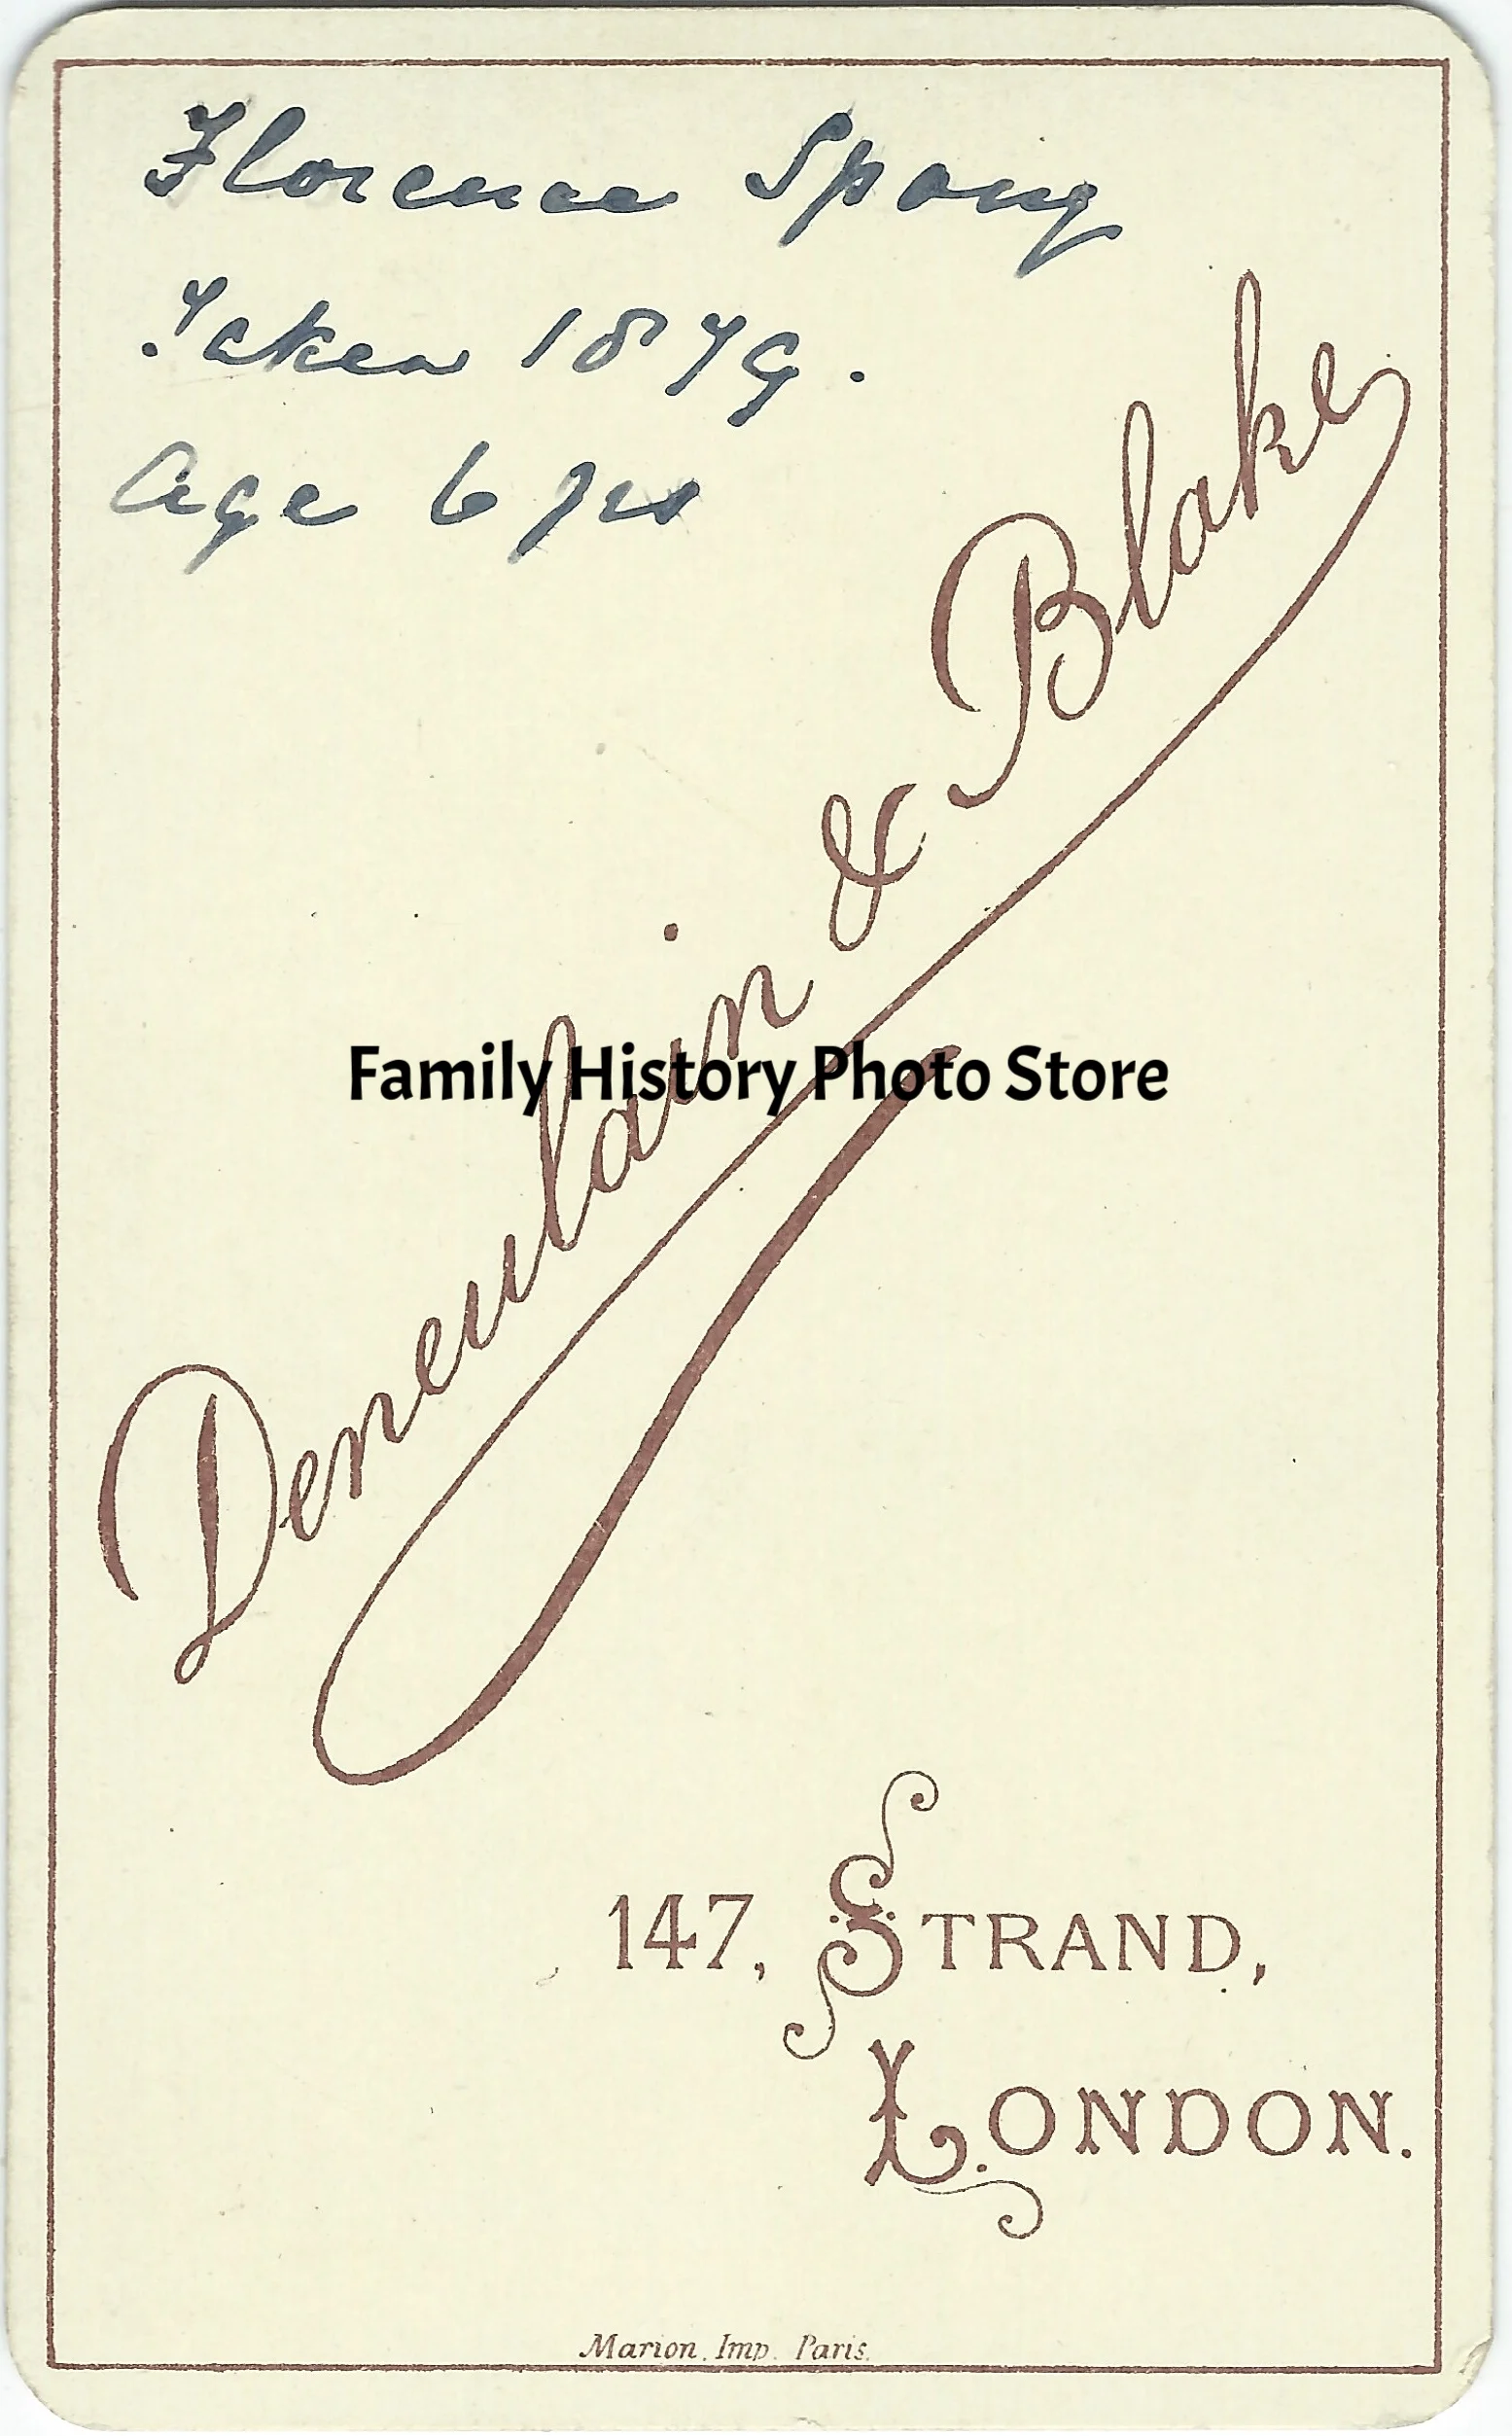 Florence Spong
Taken 1879.
Age 6 yrs
Deneulain & Blake
Family History Photo Store
147, STRAND,
LONDON.
Marion. Imp. Paris.